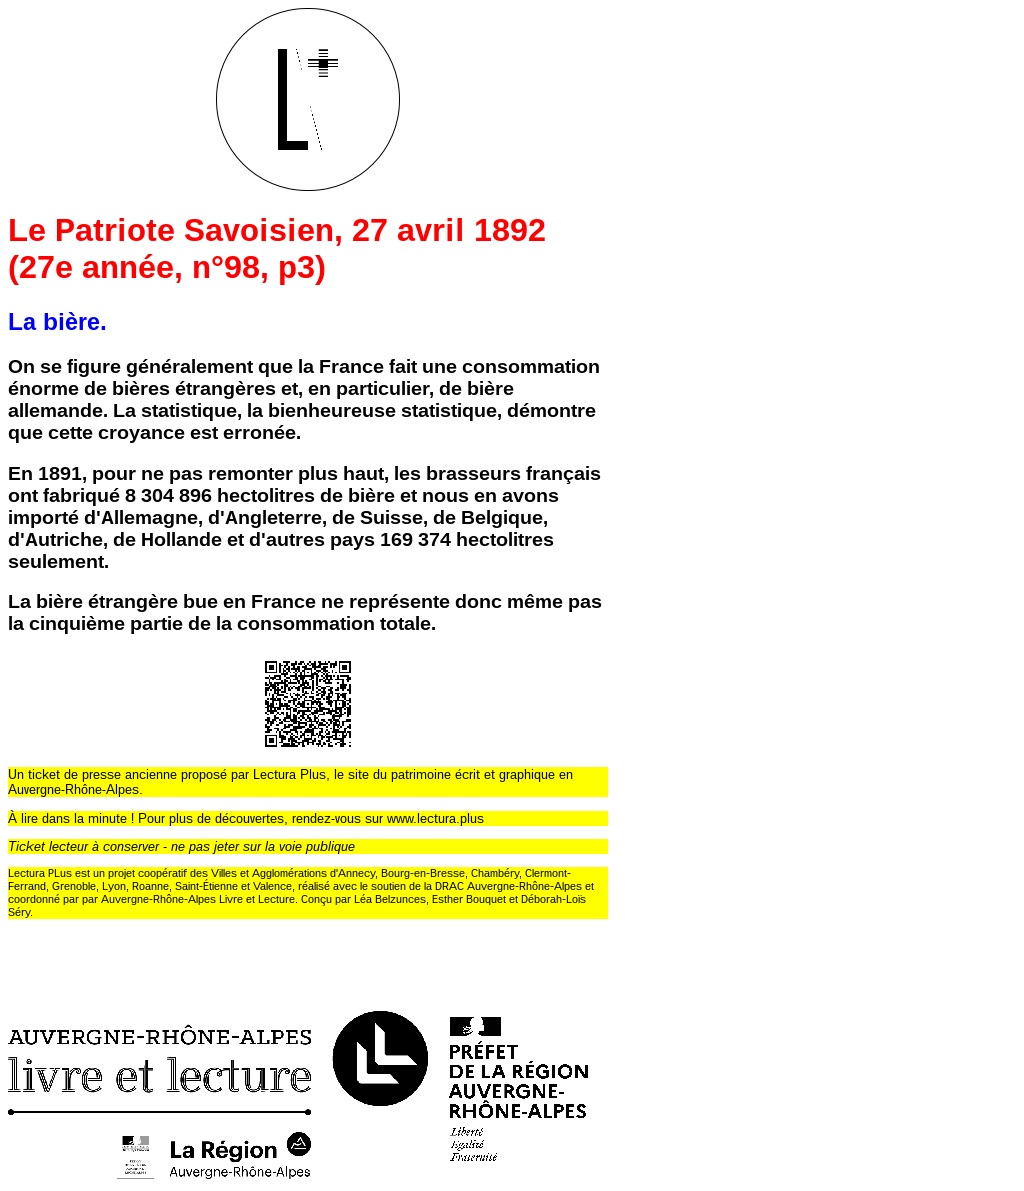 L+
Le Patriote Savoisien, 27 avril 1892
(27e année, n°98, p3)
La bière.
On se figure généralement que la France fait une consommation
énorme de bières étrangères et, en particulier, de bière
allemande. La statistique, la bienheureuse statistique, démontre
que cette croyance est erronée.
En 1891, pour ne pas remonter plus haut, les brasseurs français
ont fabriqué 8 304 896 hectolitres de bière et nous en avons
importé d'Allemagne, d'Angleterre, de Suisse, de Belgique,
d'Autriche, de Hollande et d'autres pays 169 374 hectolitres
seulement.
La bière étrangère bue en France ne représente donc même pas
la cinquième partie de la consommation totale.
Un ticket de presse ancienne proposé par Lectura Plus, le site du patrimoine écrit et graphique en
Auvergne-Rhône-Alpes.
À lire dans la minute ! Pour plus de découvertes, rendez-vous sur www.lectura.plus
Ticket lecteur à conserver - ne pas jeter sur la voie publique
Lectura PLus est un projet coopératif des Villes et Agglomérations d'Annecy, Bourg-en-Bresse, Chambéry, Clermont-
Ferrand, Grenoble, Lyon, Roanne, Saint-Étienne et Valence, réalisé avec le soutien de la DRAC Auvergne-Rhône-Alpes et
coordonné par par Auvergne-Rhône-Alpes Livre et Lecture. Conçu par Léa Belzunces, Esther Bouquet et Déborah-Loïs
Séry.
AUVERGNE-RHÔNE-ALPES
livre et lecture
La Région
Auvergne-Rhône-Alpes
PRÉFET
DE LA RÉGION
AUVERGNE-
RHÔNE-ALPES
Liberté
Égalité
Fraternité